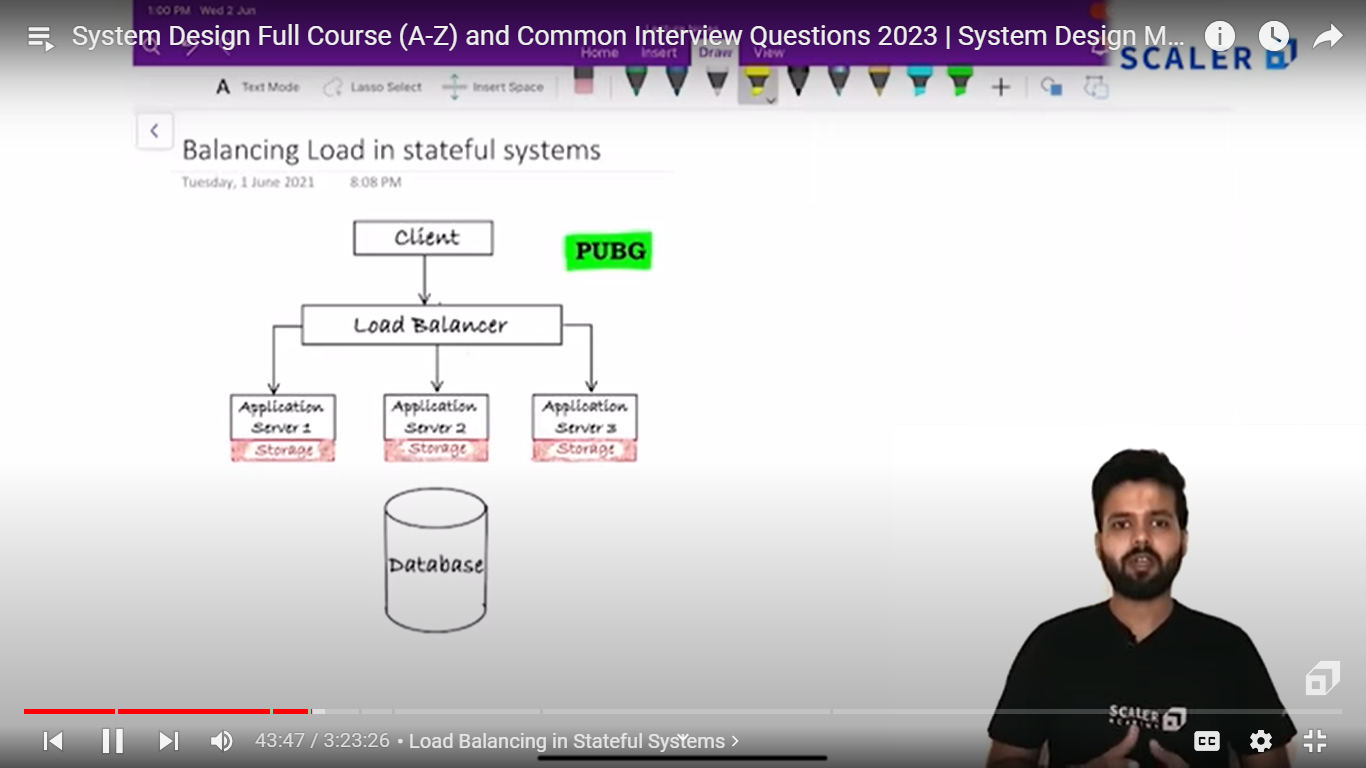 1:00 PM Wed 2 Jun
System Design Full Course (A-Z) and Common Interview Questions 2023 | System Design M...
Home Insert Draw View
SCALER
A Text Mode Lasso Select Insert Space
Balancing Load in stateful systems
Tuesday, 1 June 2021 8:08 PM
Client
PUBG
Load Balancer
Application
Server 1
Storage
Application
Server 2
Storage
Application
Server 3
Storage
Database
SCALER
ACADEMY
43:47 / 3:23:26 • Load Balancing in Stateful Systems >
CC